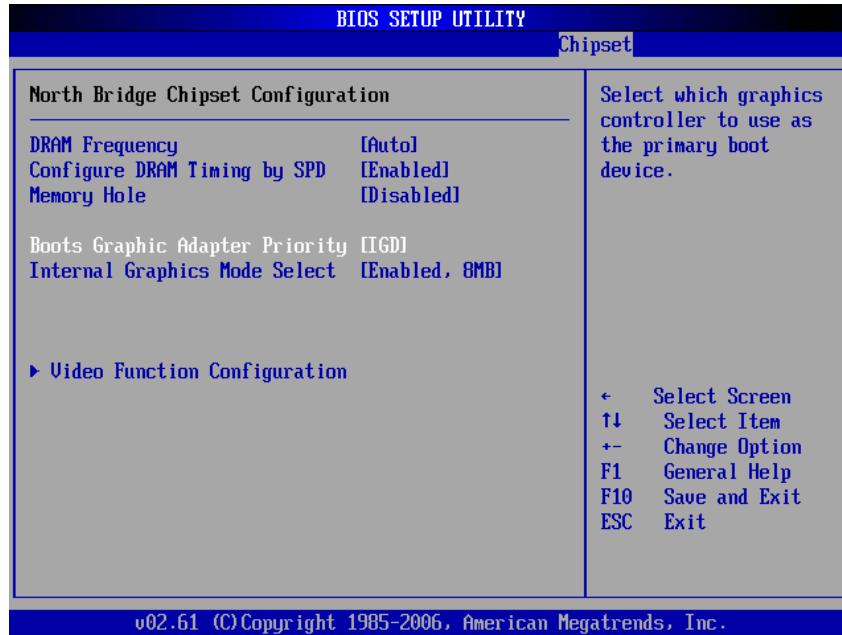 BIOS SETUP UTILITY
Chipset
North Bridge Chipset Configuration
DRAM Frequency [Auto]
Configure DRAM Timing by SPD [Enabled]
Memory Hole [Disabled]
Boots Graphic Adapter Priority [IGD]
Internal Graphics Mode Select [Enabled, 8MB]
▶ Video Function Configuration
Select which graphics
controller to use as
the primary boot
device.
← Select Screen
↑↓ Select Item
+- Change Option
F1 General Help
F10 Save and Exit
ESC Exit
v02.61 (C)Copyright 1985-2006, American Megatrends, Inc.